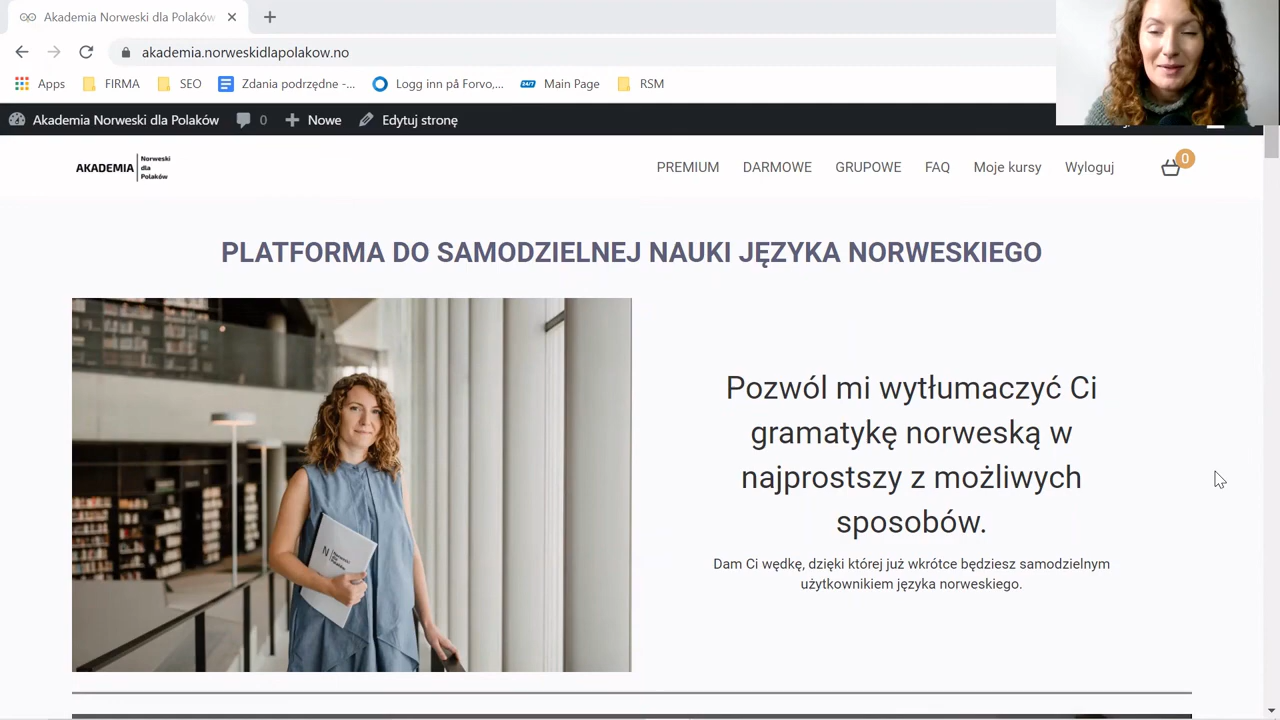 Akademia Norweski dla Polaków
akademia.norweskidlapolakow.no
Apps FIRMA SEO Zdania podrzędne -... Logg inn på Forvo,... 24/7 Main Page RSM
Akademia Norweski dla Polaków 0 Nowe Edytuj stronę
AKADEMIA
Norweski
dla
Polaków
PREMIUM DARMOWE GRUPOWE FAQ Moje kursy Wyloguj 0
PLATFORMA DO SAMODZIELNEJ NAUKI JĘZYKA NORWESKIEGO
Pozwól mi wytłumaczyć Ci
gramatykę norweską w
najprostszy z możliwych
sposobów.
Dam Ci wędkę, dzięki której już wkrótce będziesz samodzielnym
użytkownikiem języka norweskiego.